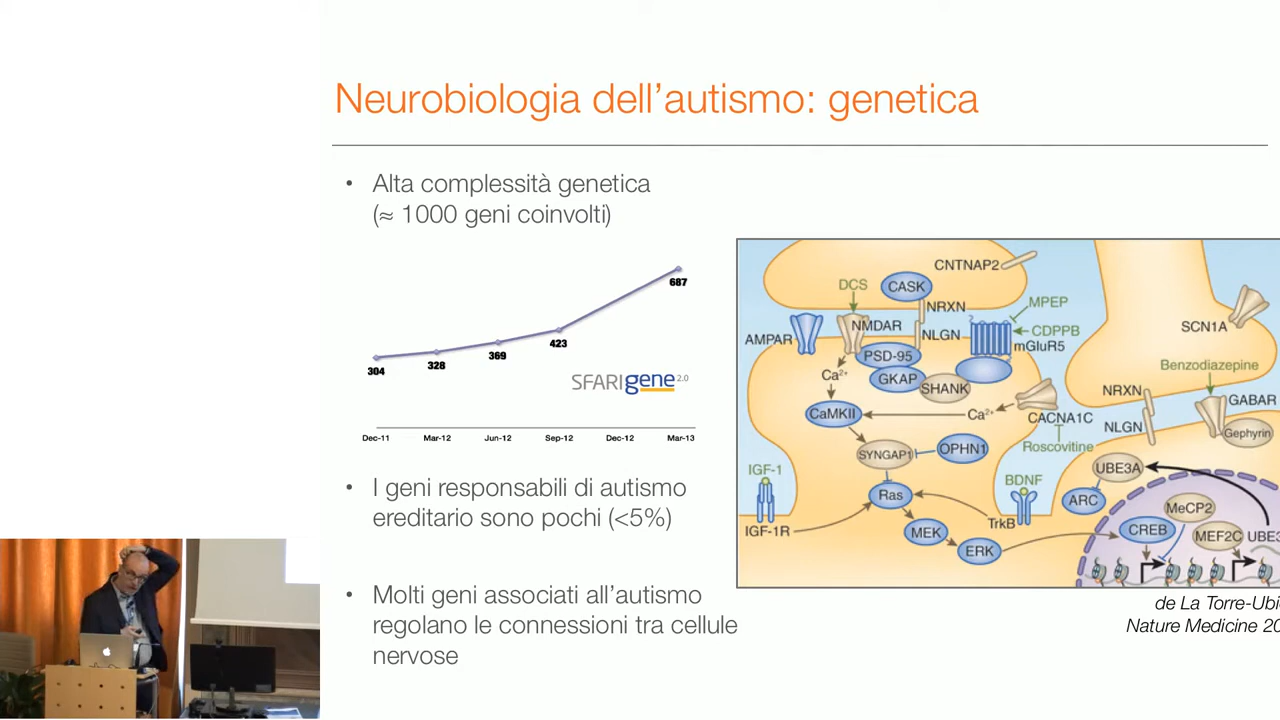 Neurobiologia dell'autismo: genetica
• Alta complessità genetica
(≈ 1000 geni coinvolti)
304
328
369
423
687
SFARI gene 2.0
Dec-11 Mar-12 Jun-12 Sep-12 Dec-12 Mar-13
• I geni responsabili di autismo
ereditario sono pochi (<5%)
• Molti geni associati all'autismo
regolano le connessioni tra cellule
nervose
CNTNAP2
DCS
CASK
NRXN
MPEP
AMPAR
NMDAR
NLGN
CDPPB
mGluR5
SCN1A
PSD-95
Ca²⁺
GKAP
SHANK
Benzodiazepine
NRXN
GABAR
CaMKII
Ca²⁺
CACNA1C
NLGN
Gephyrin
Roscovitine
SYNGAP1
OPHN1
IGF-1
BDNF
UBE3A
Ras
ARC
MeCP2
IGF-1R
TrkB
MEK
CREB
MEF2C
UBE3
ERK
de La Torre-Ubi
Nature Medicine 20